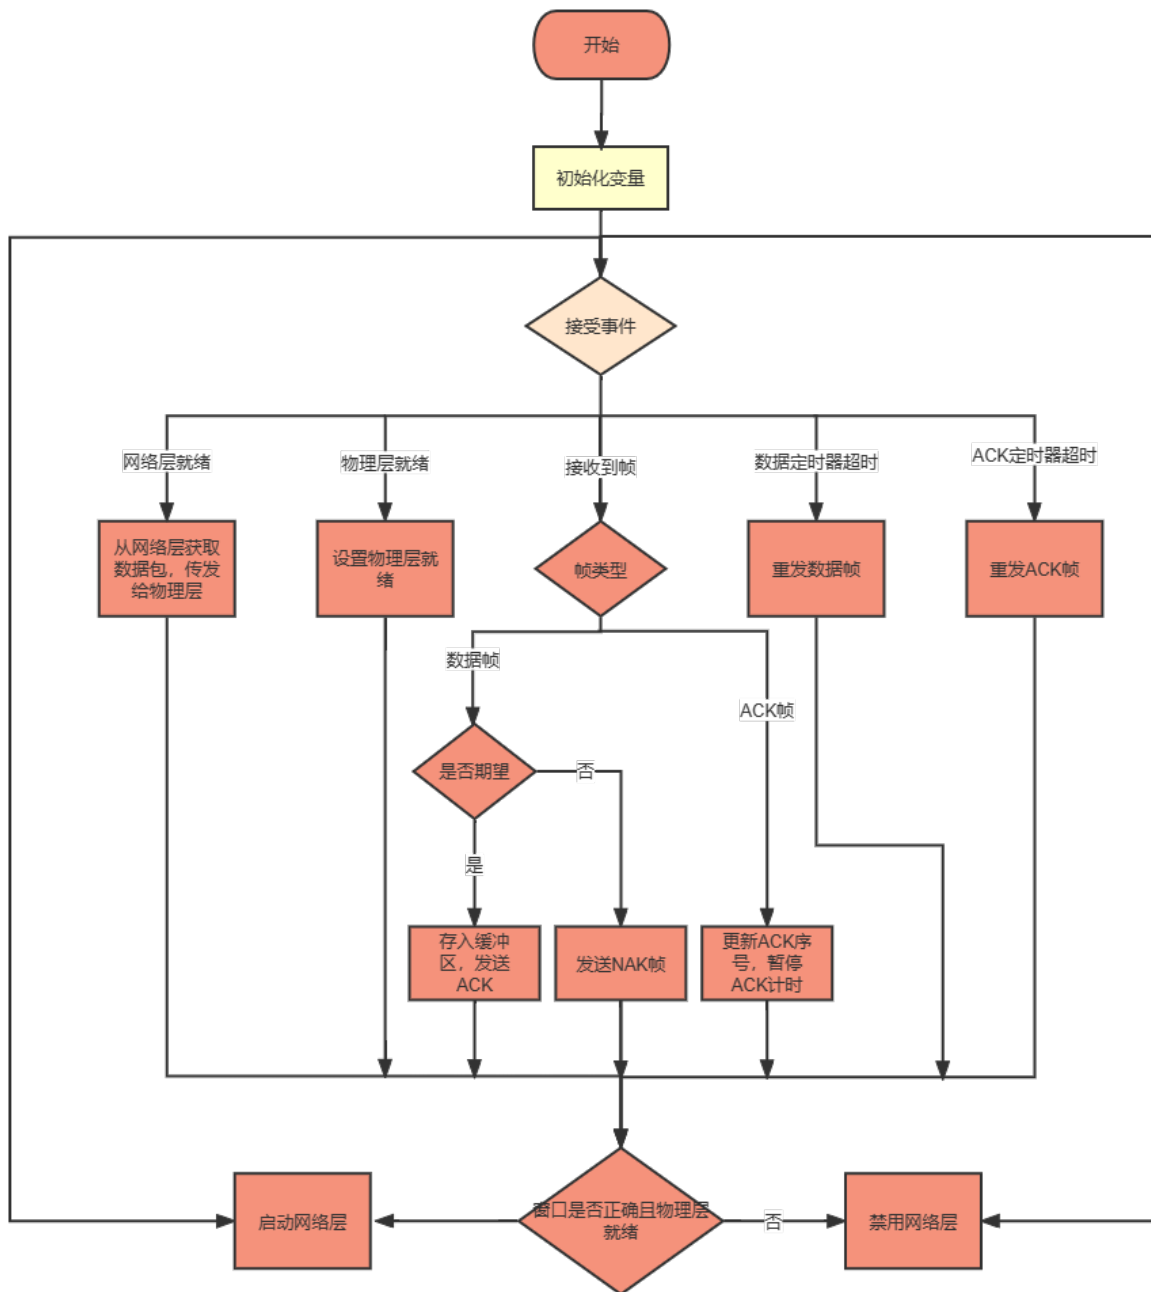 开始
初始化变量
接受事件
网络层就绪
物理层就绪
接收到帧
数据定时器超时
ACK定时器超时
从网络层获取
数据包，传发
给物理层
设置物理层就
绪
帧类型
重发数据帧
重发ACK帧
数据帧
ACK帧
是否期望
否
是
存入缓冲
区，发送
ACK
发送NAK帧
更新ACK序
号，暂停
ACK计时
启动网络层
窗口是否正确且物理层
就绪
否
禁用网络层